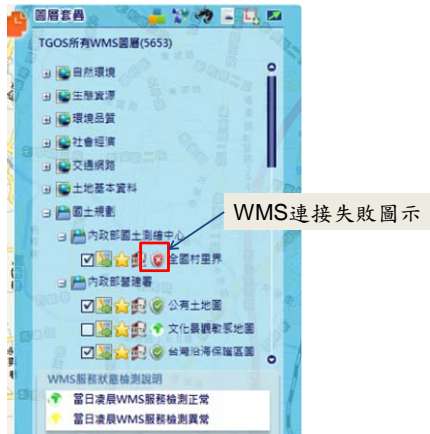 圖層套疊
TGOS所有WMS圖層(5653)
自然環境
生態資源
環境品質
社會經濟
交通網路
土地基本資料
國土規劃
WMS連接失敗圖示
內政部國土測繪中心
全國村里界
內政部營建署
公有土地圖
文化景觀敏感地圖
台灣沿海保護區圖
WMS服務狀態檢測說明
當日凌晨WMS服務檢測正常
當日凌晨WMS服務檢測異常